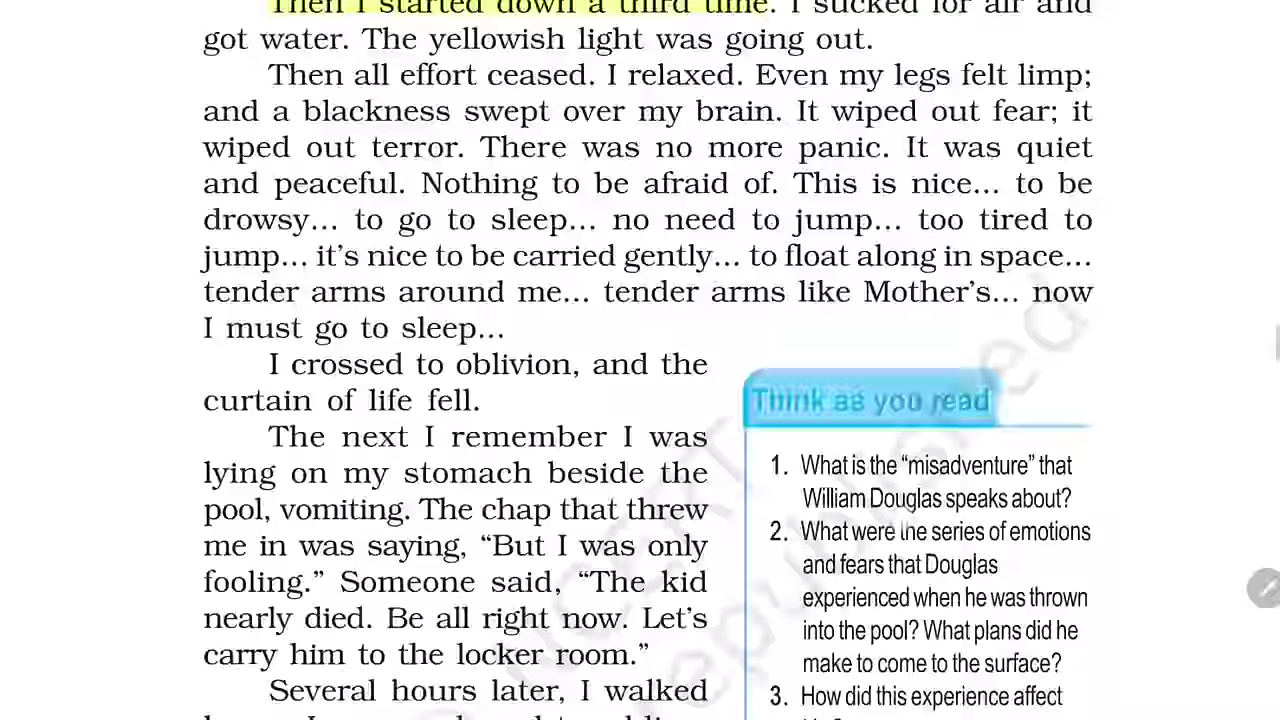 Then I started down a third time. I sucked for air and
got water. The yellowish light was going out.
Then all effort ceased. I relaxed. Even my legs felt limp;
and a blackness swept over my brain. It wiped out fear; it
wiped out terror. There was no more panic. It was quiet
and peaceful. Nothing to be afraid of. This is nice... to be
drowsy... to go to sleep... no need to jump... too tired to
jump... it's nice to be carried gently... to float along in space...
tender arms around me... tender arms like Mother's... now
I must go to sleep...
I crossed to oblivion, and the
curtain of life fell.
The next I remember I was
lying on my stomach beside the
pool, vomiting. The chap that threw
me in was saying, “But I was only
fooling.” Someone said, “The kid
nearly died. Be all right now. Let's
carry him to the locker room.”
Several hours later, I walked
Think as you read
1. What is the “misadventure” that
William Douglas speaks about?
2. What were the series of emotions
and fears that Douglas
experienced when he was thrown
into the pool? What plans did he
make to come to the surface?
3. How did this experience affect